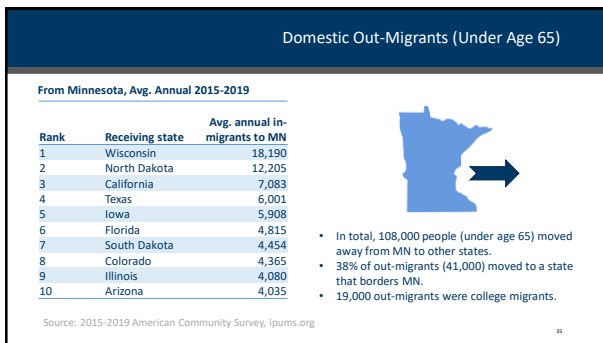 Domestic Out-Migrants (Under Age 65)
From Minnesota, Avg. Annual 2015-2019
Rank Receiving state Avg. annual in-
migrants to MN
1 Wisconsin 18,190
2 North Dakota 12,205
3 California 7,083
4 Texas 6,001
5 Iowa 5,908
6 Florida 4,815
7 South Dakota 4,454
8 Colorado 4,365
9 Illinois 4,080
10 Arizona 4,035
• In total, 108,000 people (under age 65) moved
away from MN to other states.
• 38% of out-migrants (41,000) moved to a state
that borders MN.
• 19,000 out-migrants were college migrants.
Source: 2015-2019 American Community Survey, ipums.org
35